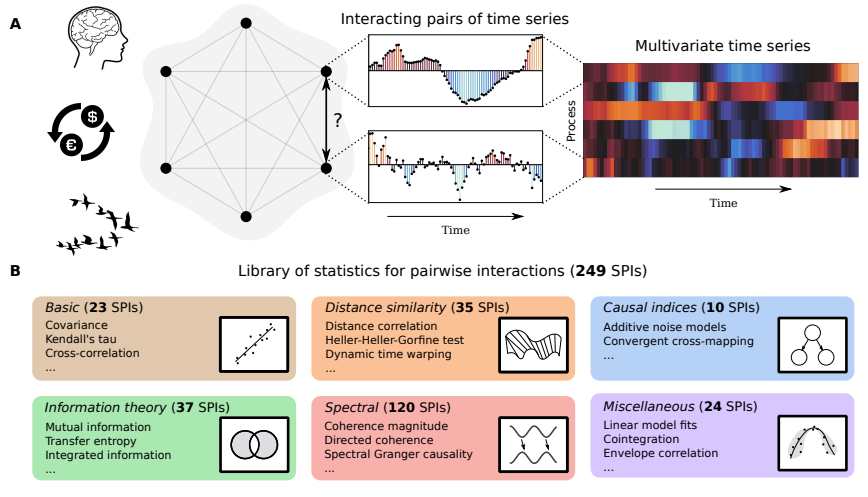 A
Interacting pairs of time series
Multivariate time series
$
€
?
Process
Time
Time
B
Library of statistics for pairwise interactions (249 SPIs)
Basic (23 SPIs)
Covariance
Kendall's tau
Cross-correlation
...
Distance similarity (35 SPIs)
Distance correlation
Heller-Heller-Gorfine test
Dynamic time warping
...
Causal indices (10 SPIs)
Additive noise models
Convergent cross-mapping
...
Information theory (37 SPIs)
Mutual information
Transfer entropy
Integrated information
...
Spectral (120 SPIs)
Coherence magnitude
Directed coherence
Spectral Granger causality
...
Miscellaneous (24 SPIs)
Linear model fits
Cointegration
Envelope correlation
...